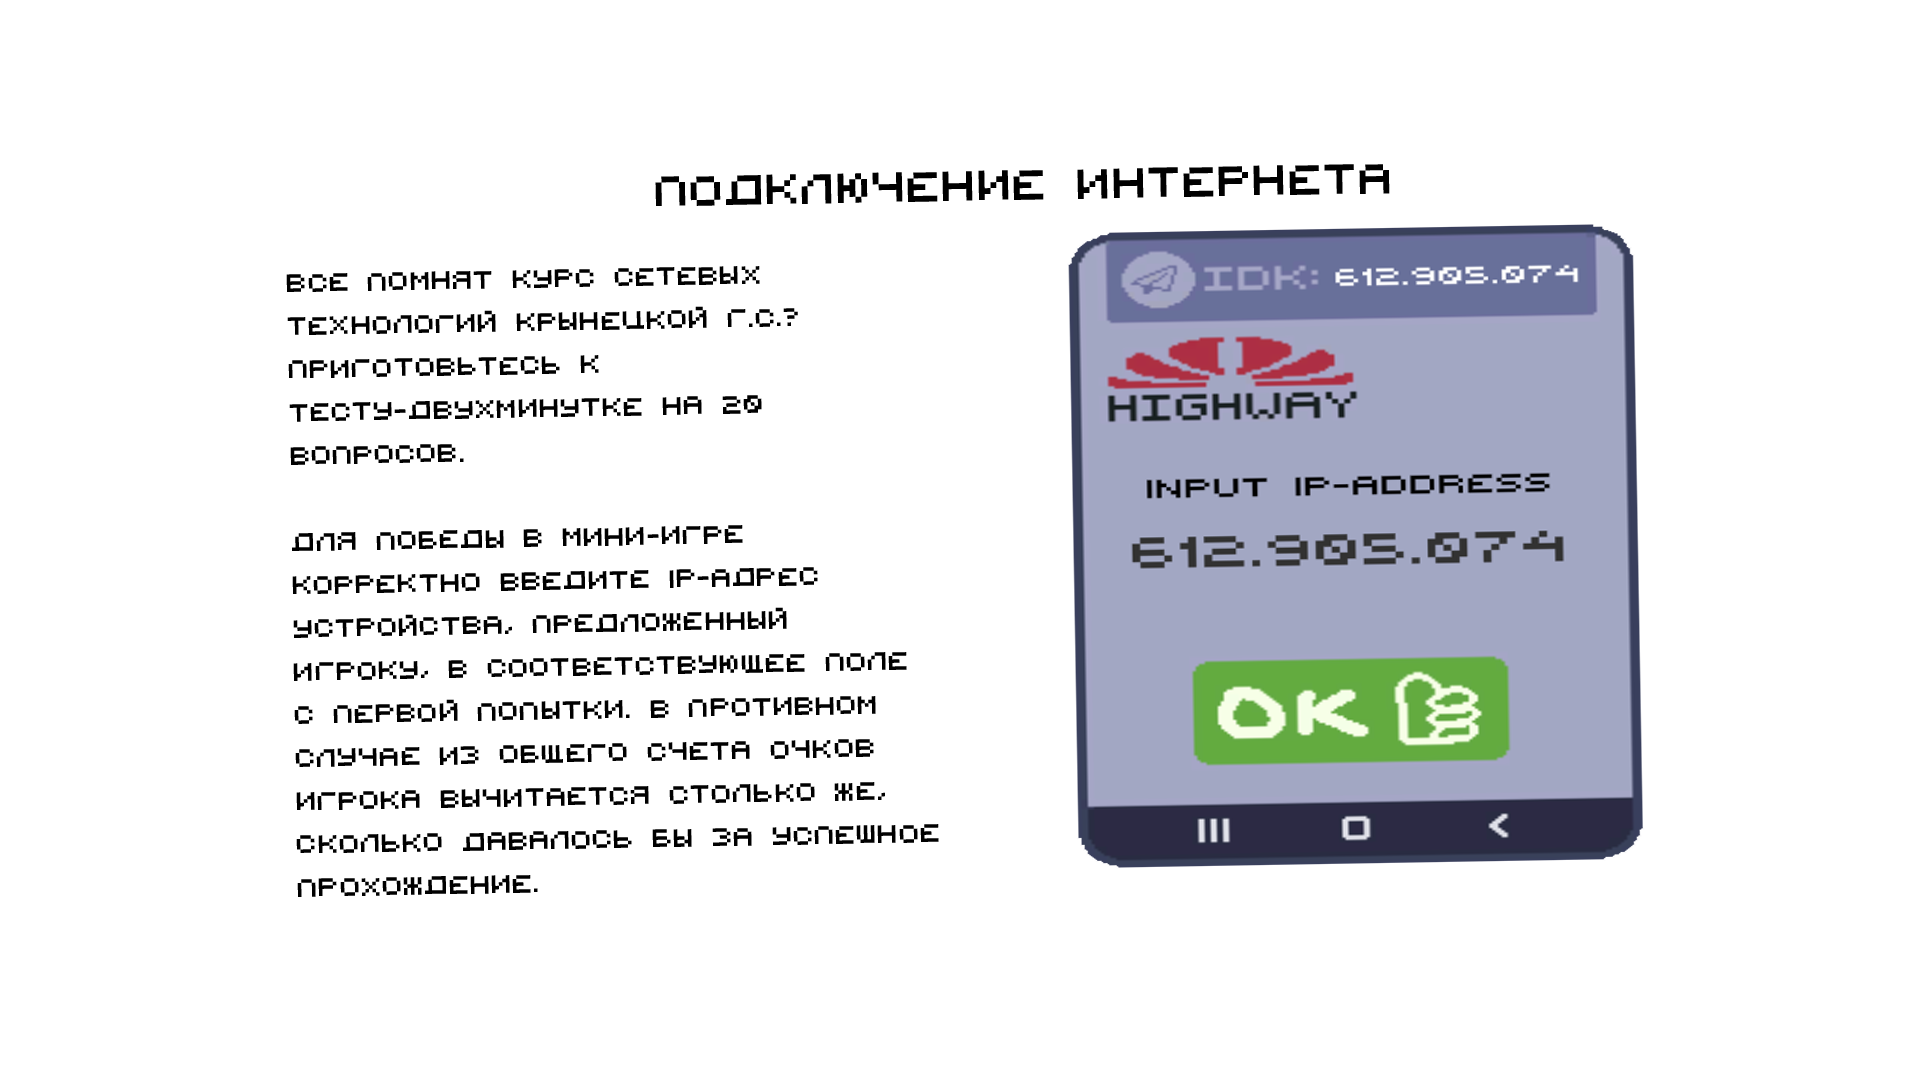 ПОДКЛЮЧЕНИЕ ИНТЕРНЕТА
ВСЕ ПОМНЯТ КУРС СЕТЕВЫХ
ТЕХНОЛОГИЙ КРЫНЕЦКОЙ Г.С.?
ПРИГОТОВЬТЕСЬ К
ТЕСТУ-ДВУХМИНУТКЕ НА 20
ВОПРОСОВ.
ДЛЯ ПОБЕДЫ В МИНИ-ИГРЕ
КОРРЕКТНО ВВЕДИТЕ IP-АДРЕС
УСТРОЙСТВА, ПРЕДЛОЖЕННЫЙ
ИГРОКУ, В СООТВЕТСТВУЮЩЕЕ ПОЛЕ
С ПЕРВОЙ ПОПЫТКИ. В ПРОТИВНОМ
СЛУЧАЕ ИЗ ОБЩЕГО СЧЕТА ОЧКОВ
ИГРОКА ВЫЧИТАЕТСЯ СТОЛЬКО ЖЕ,
СКОЛЬКО ДАВАЛОСЬ БЫ ЗА УСПЕШНОЕ
ПРОХОЖДЕНИЕ.
IDK: 612.905.074
HIGHWAY
INPUT IP-ADDRESS
612.905.074
OK